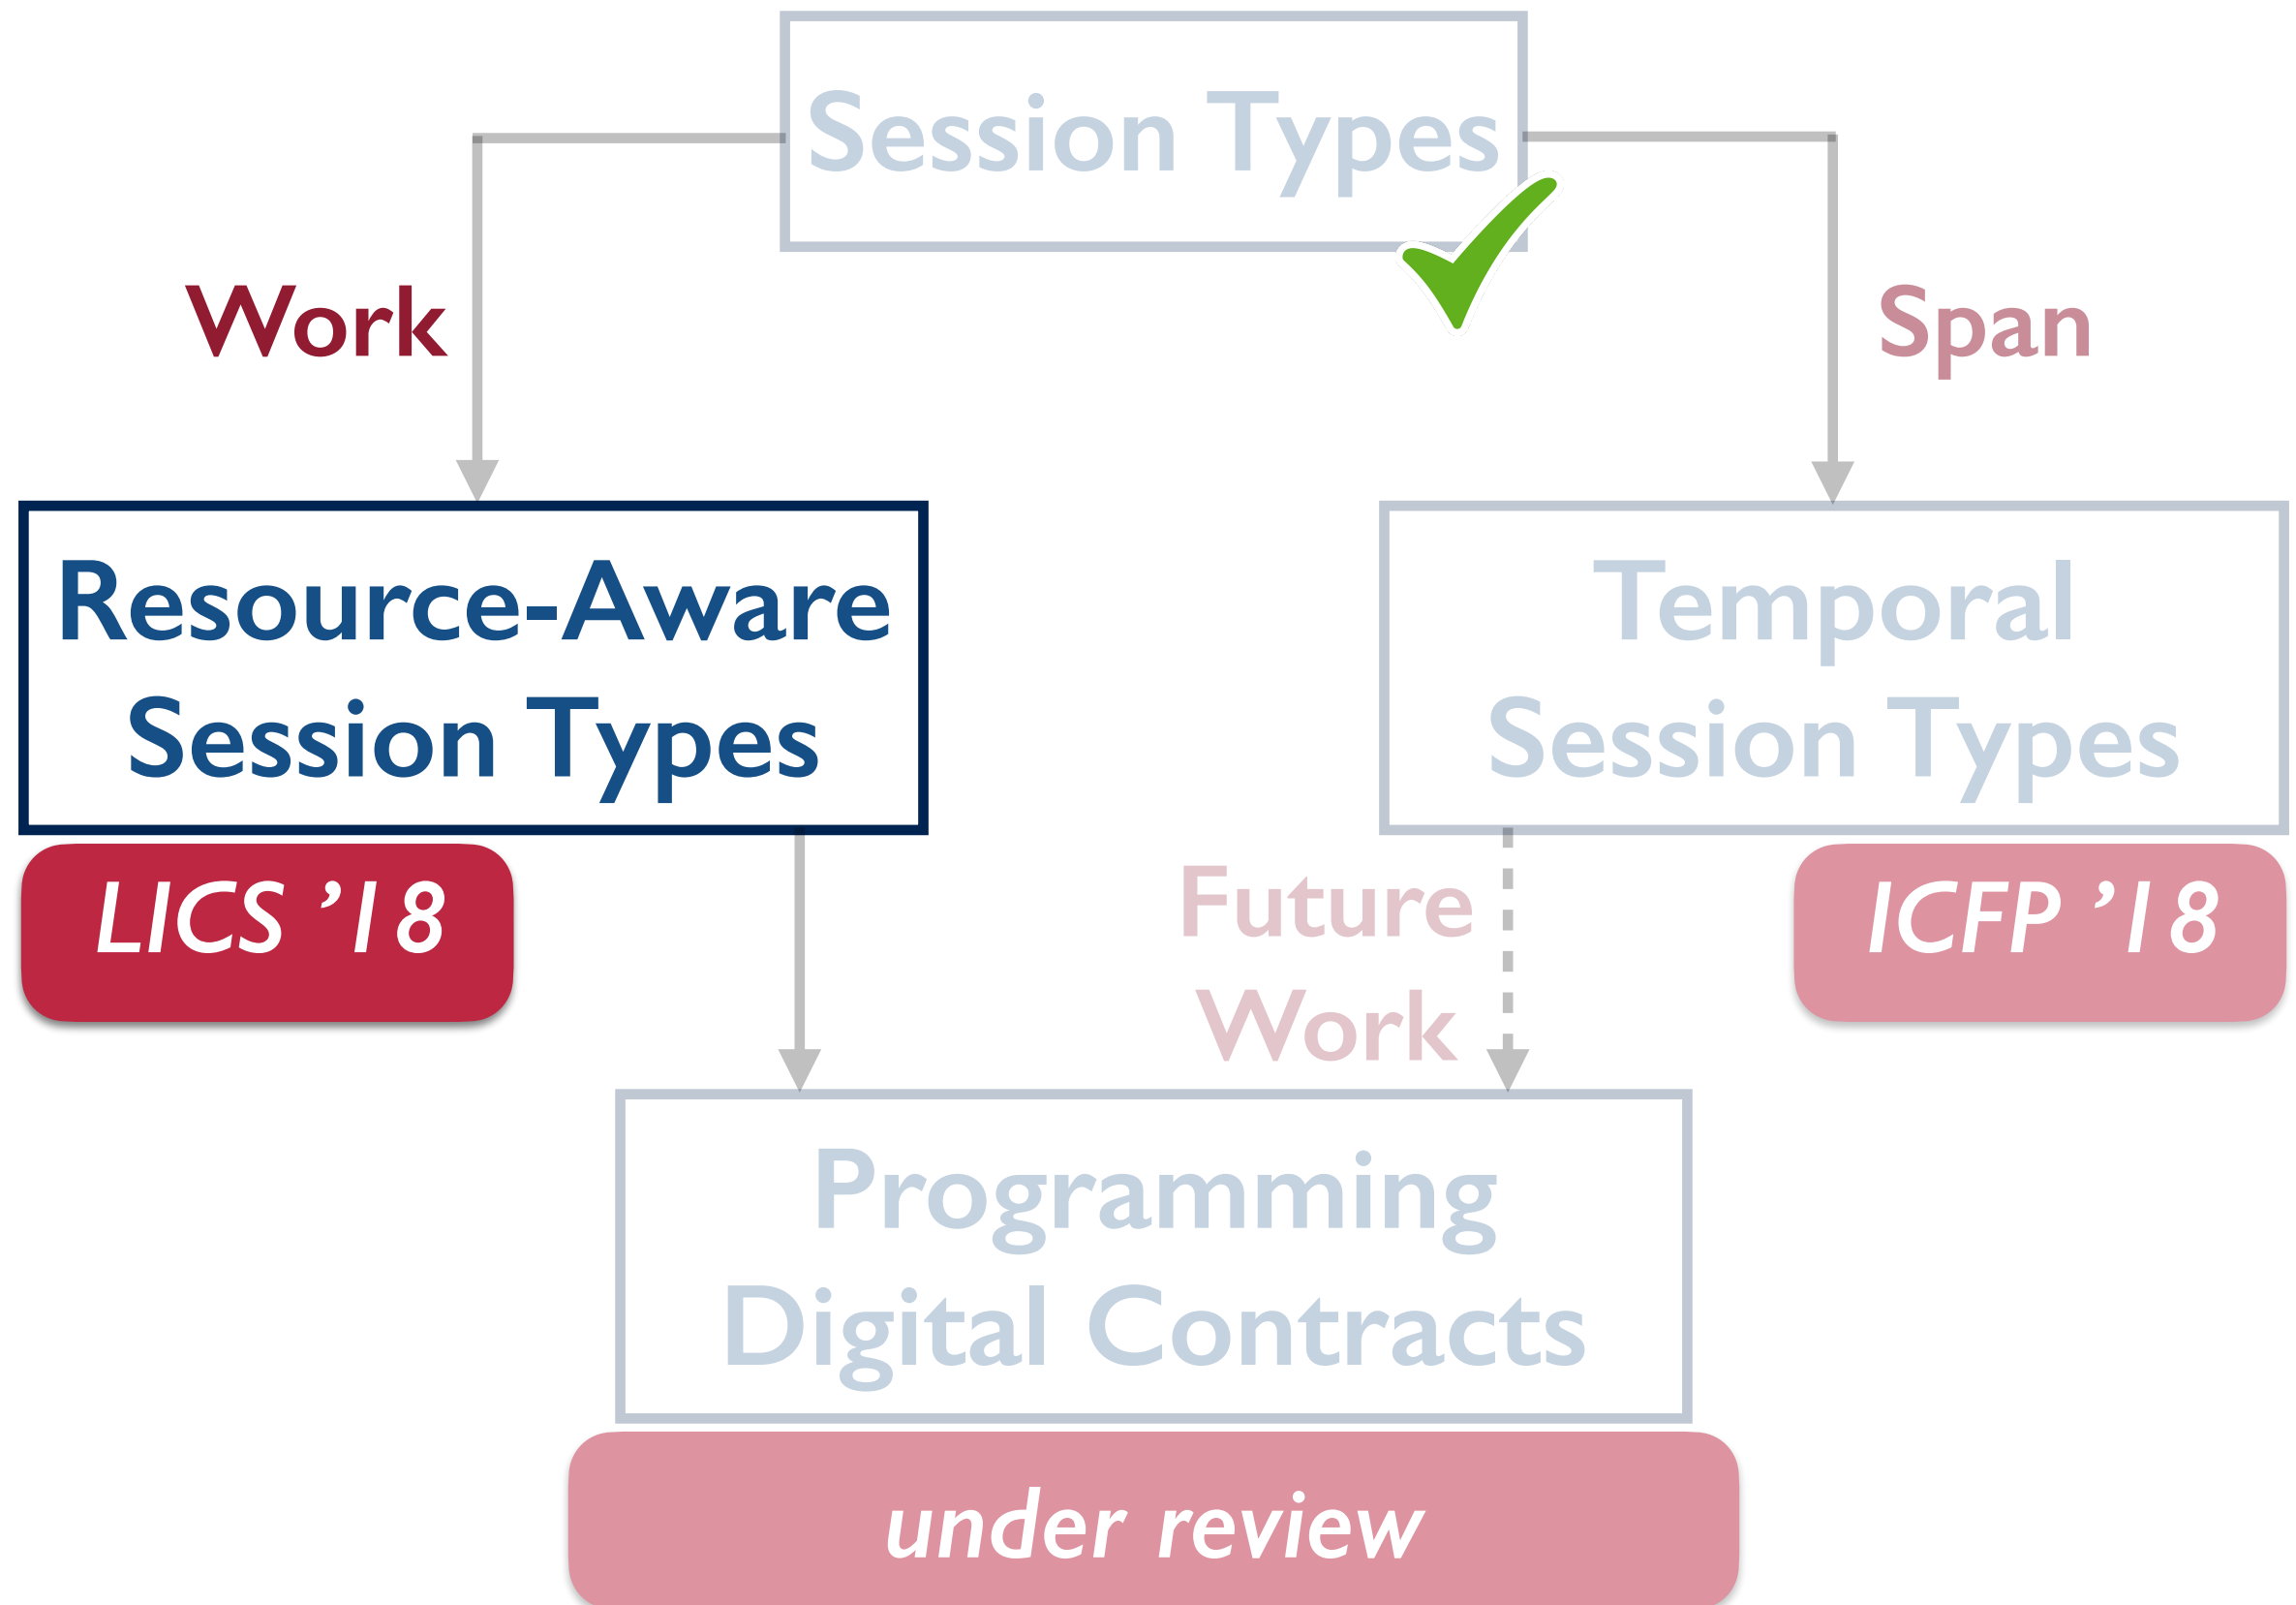 Session Types
Work
Span
Resource-Aware
Session Types
Temporal
Session Types
LICS ’18
Future
Work
ICFP ’18
Programming
Digital Contracts
under review